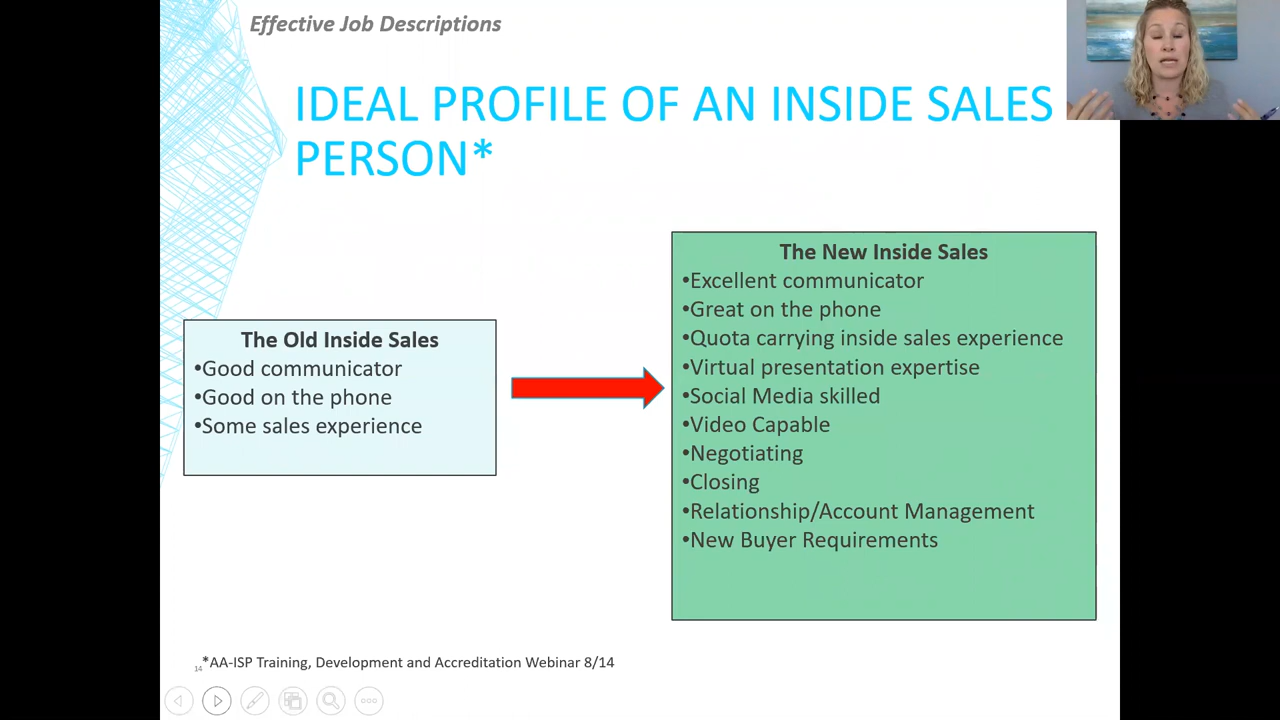 Effective Job Descriptions
IDEAL PROFILE OF AN INSIDE SALES
PERSON*
The Old Inside Sales
•Good communicator
•Good on the phone
•Some sales experience
The New Inside Sales
•Excellent communicator
•Great on the phone
•Quota carrying inside sales experience
•Virtual presentation expertise
•Social Media skilled
•Video Capable
•Negotiating
•Closing
•Relationship/Account Management
•New Buyer Requirements
14
*AA-ISP Training, Development and Accreditation Webinar 8/14